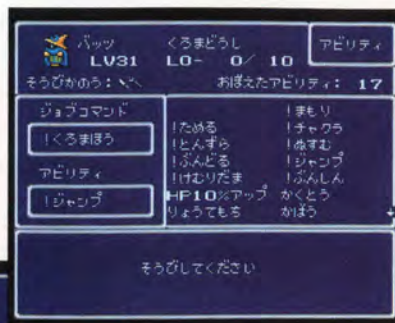 バッツ くろまどうし アビリティ
LV31 L0- 0/ 10
そうびかのう: おぼえたアビリティ: 17
ジョブコマンド
!くろまほう
アビリティ
!ジャンプ
!まもり
!ためる !チャクラ
!とんずら !ぬすむ
!ぶんどる !ジャンプ
!けむりだま !ぶんしん
HP10%アップ かくとう
りょうてもち かばう
そうびしてください